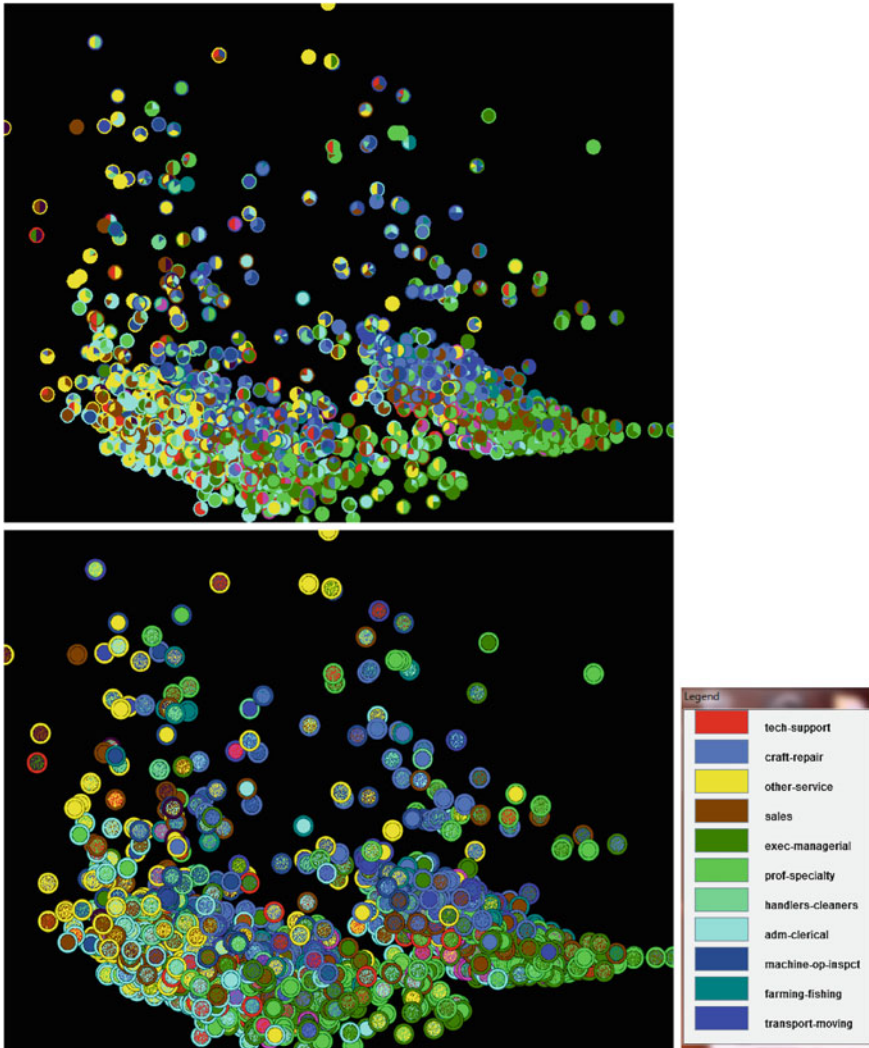 Legend
tech-support
craft-repair
other-service
sales
exec-managerial
prof-specialty
handlers-cleaners
adm-clerical
machine-op-inspct
farming-fishing
transport-moving